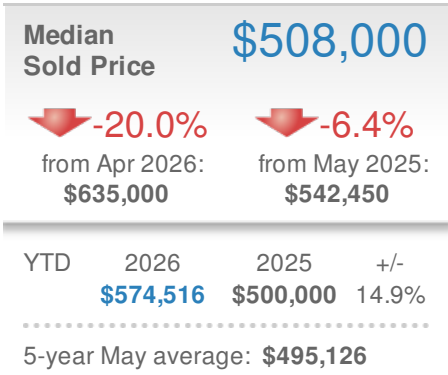 Median
Sold Price
$508,000
-20.0% -6.4%
from Apr 2026: from May 2025:
$635,000 $542,450
YTD 2026 2025 +/-
$574,516 $500,000 14.9%
5-year May average: $495,126